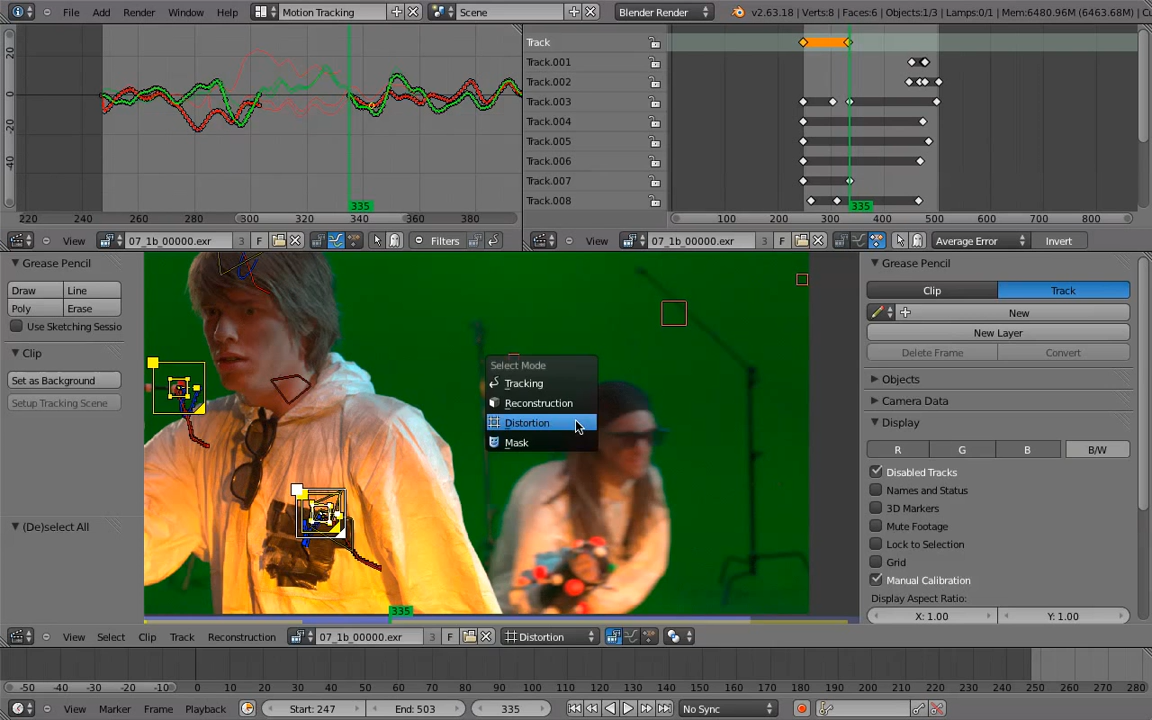 File Add Render Window Help Motion Tracking Scene Blender Render v2.63.18 | Verts:8 | Faces:6 | Objects:1/3 | Lamps:0/1 | Mem:6480.96M (6463.68M) | Cu
20
0
-20
-40
335
220 240 260 280 300 320 340 360 380
View 07_1b_00000.exr 3 F Filters
Track
Track.001
Track.002
Track.003
Track.004
Track.005
Track.006
Track.007
Track.008
335
100 200 300 400 500 600 700 800
View 07_1b_00000.exr 3 F Average Error Invert
Grease Pencil
Draw Line
Poly Erase
Use Sketching Sessio
Clip
Set as Background
Setup Tracking Scene
(De)select All
Select Mode
Tracking
Reconstruction
Distortion
Mask
335
Grease Pencil
Clip Track
New
New Layer
Delete Frame Convert
Objects
Camera Data
Display
R G B B/W
Disabled Tracks
Names and Status
3D Markers
Mute Footage
Lock to Selection
Grid
Manual Calibration
Display Aspect Ratio:
X: 1.00 Y: 1.00
View Select Clip Track Reconstruction 07_1b_00000.exr 3 F Distortion
-50 -40 -30 -20 -10 0 10 20 30 40 50 60 70 80 90 100 110 120 130 140 150 160 170 180 190 200 210 220 230 240 250 260 270 280
View Marker Frame Playback Start: 247 End: 503 335 No Sync